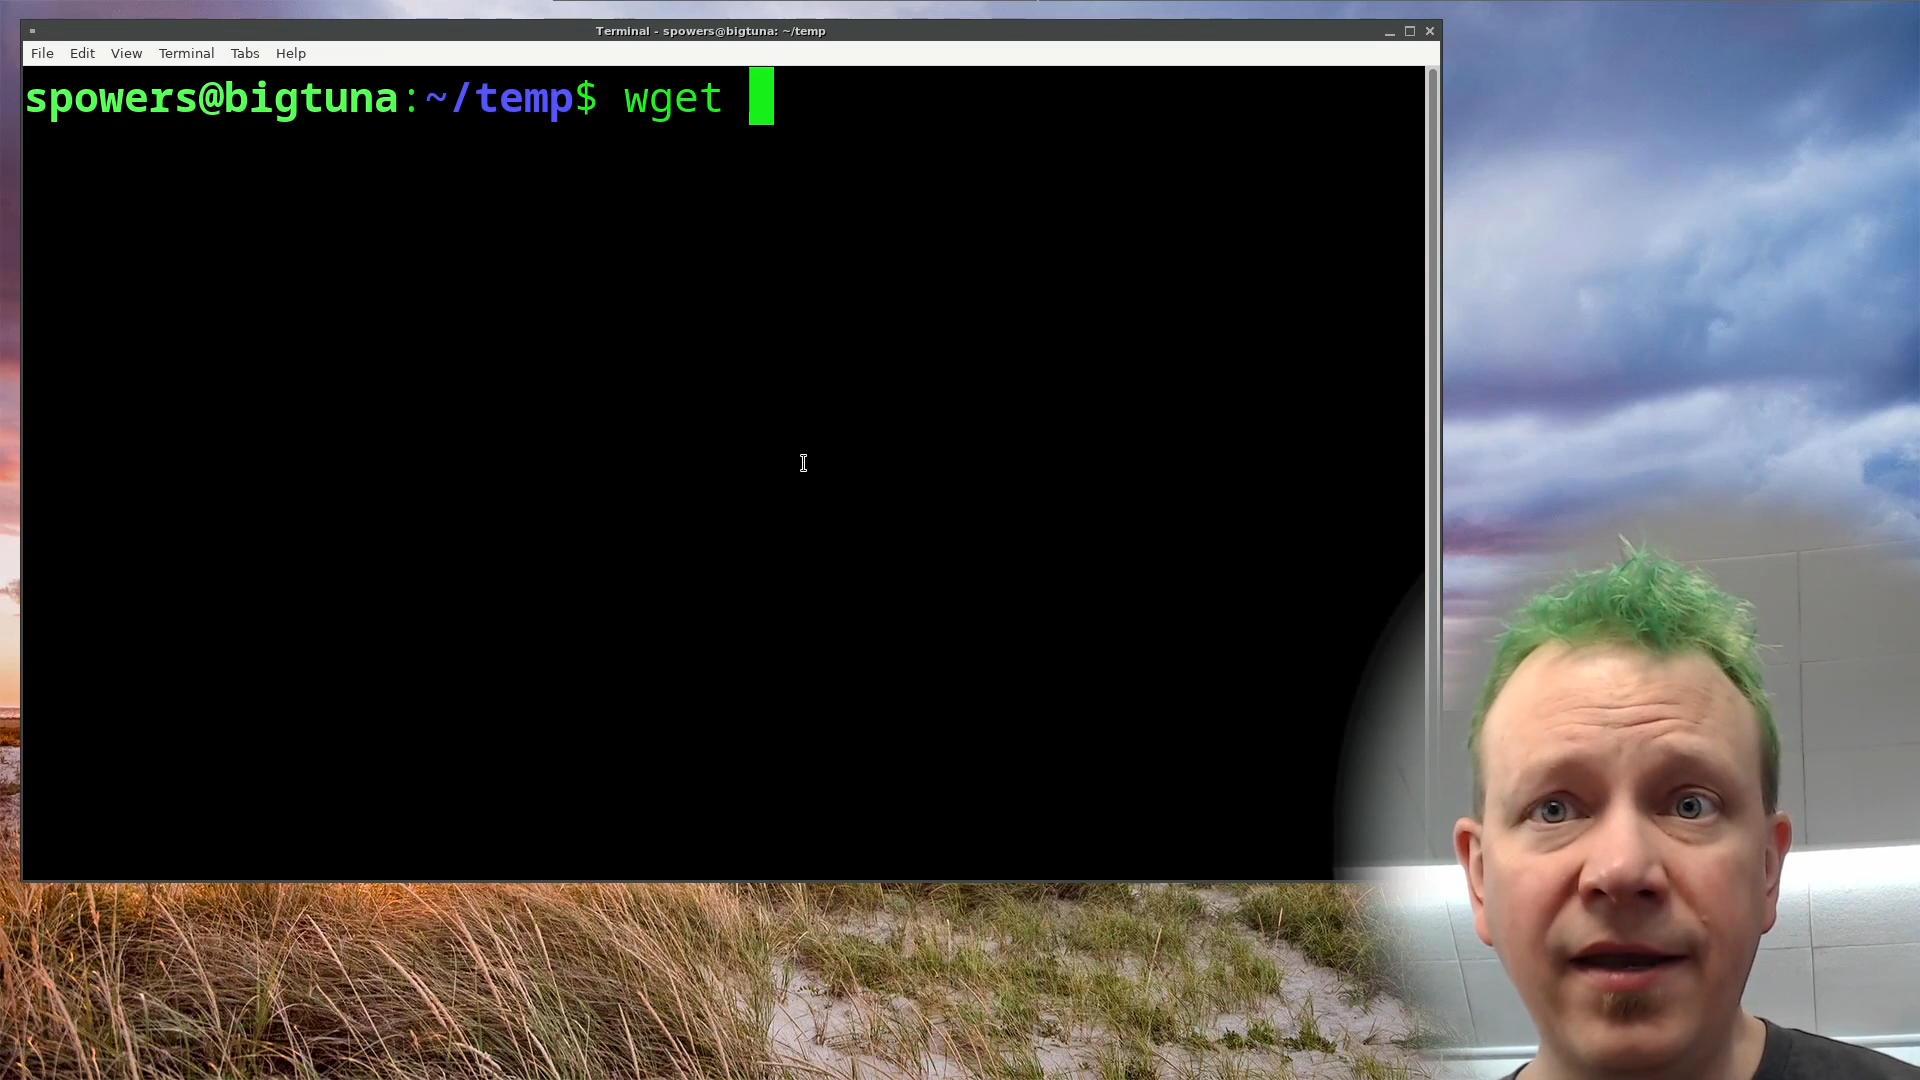 Terminal - spowers@bigtuna: ~/temp
File Edit View Terminal Tabs Help
spowers@bigtuna:~/temp$ wget